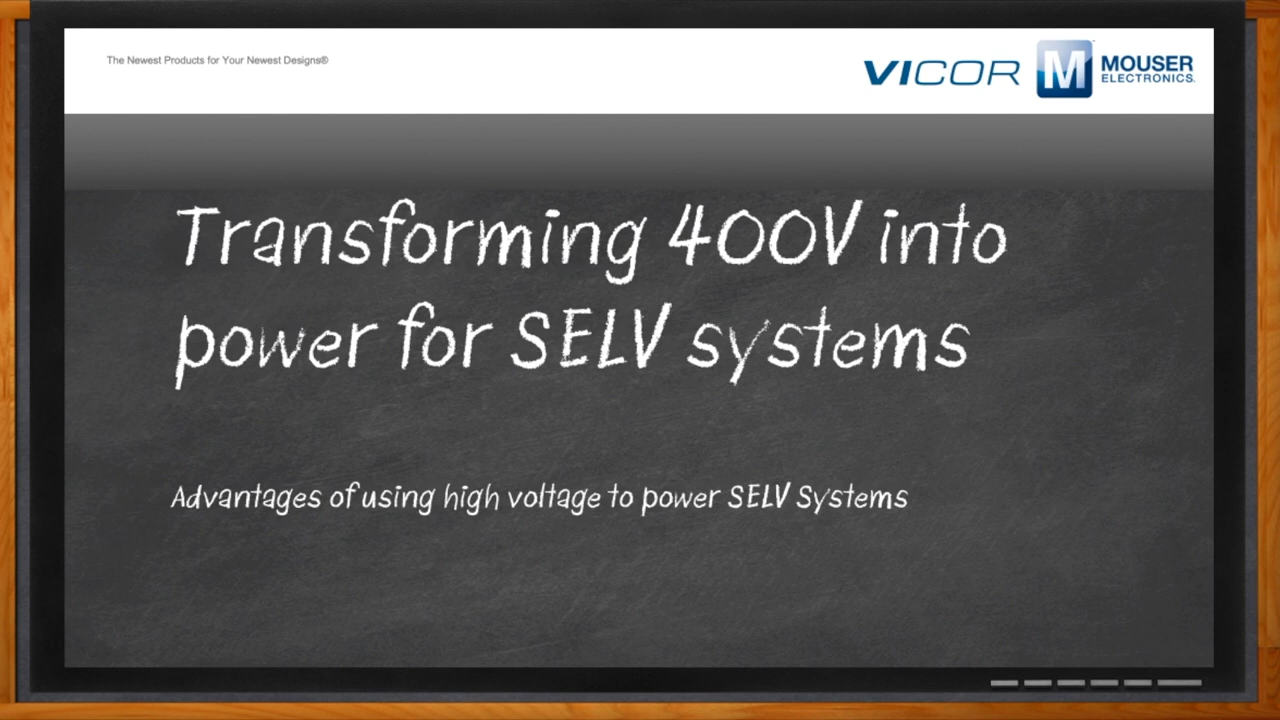 The Newest Products for Your Newest Designs®
VICOR
M
MOUSER
ELECTRONICS
Transforming 400V into
power for SELV systems
Advantages of using high voltage to power SELV Systems